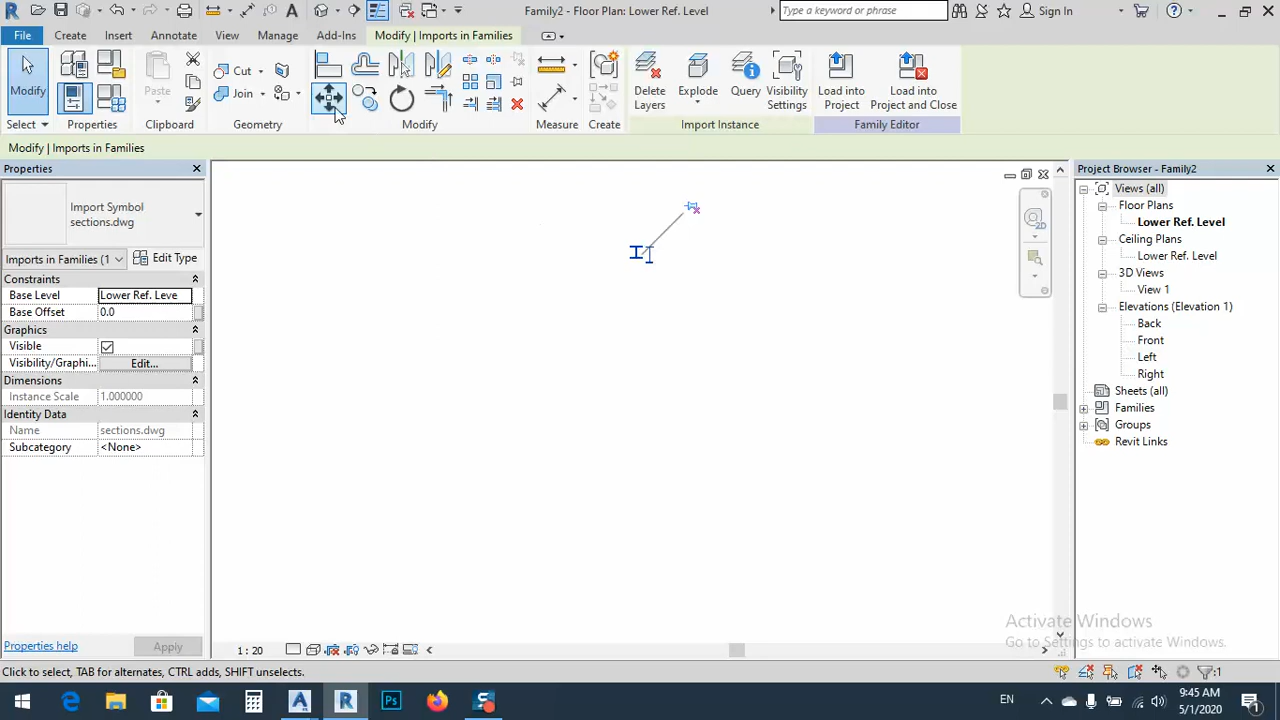 Family2 - Floor Plan: Lower Ref. Level
Type a keyword or phrase
Sign In
File
Create
Insert
Annotate
View
Manage
Add-Ins
Modify | Imports in Families
Modify
Paste
Cut
Join
Delete Layers
Explode
Query
Visibility Settings
Load into Project
Load into Project and Close
Select
Properties
Clipboard
Geometry
Modify
Measure
Create
Import Instance
Family Editor
Modify | Imports in Families
Properties
Import Symbol
sections.dwg
Imports in Families (1
Edit Type
Constraints
Base Level
Lower Ref. Leve
Base Offset
0.0
Graphics
Visible
Visibility/Graphi...
Edit...
Dimensions
Instance Scale
1.000000
Identity Data
Name
sections.dwg
Subcategory
<None>
Properties help
Apply
2D
Project Browser - Family2
Views (all)
Floor Plans
Lower Ref. Level
Ceiling Plans
Lower Ref. Level
3D Views
View 1
Elevations (Elevation 1)
Back
Front
Left
Right
Sheets (all)
Families
Groups
Revit Links
Activate Windows
Go to Settings to activate Windows.
1 : 20
Click to select, TAB for alternates, CTRL adds, SHIFT unselects.
:1
EN
9:45 AM
5/1/2020